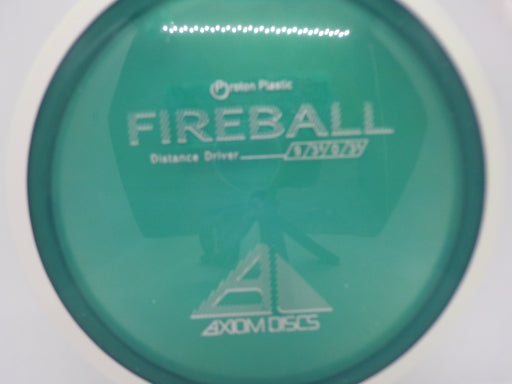 Proton Plastic
FIREBALL
Distance Driver
AXIOM DISCS